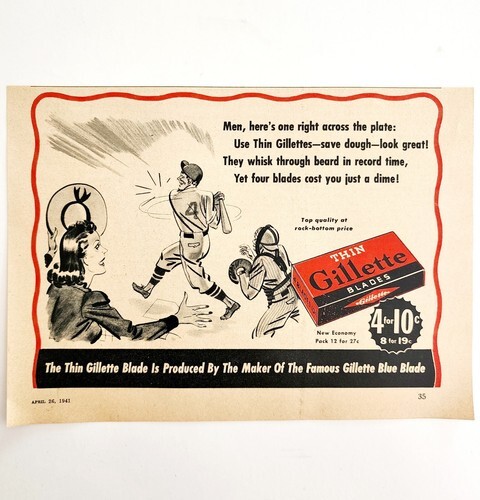 Men, here's one right across the plate:
Use Thin Gillettes—save dough—look great!
They whisk through beard in record time,
Yet four blades cost you just a dime!
4
Top quality at
rock-bottom price
THIN
Gillette
BLADES
Gillette
4 for 10c
8 for 19c
New Economy
Pack 12 for 27c
The Thin Gillette Blade Is Produced By The Maker Of The Famous Gillette Blue Blade
APRIL 26, 1941
35